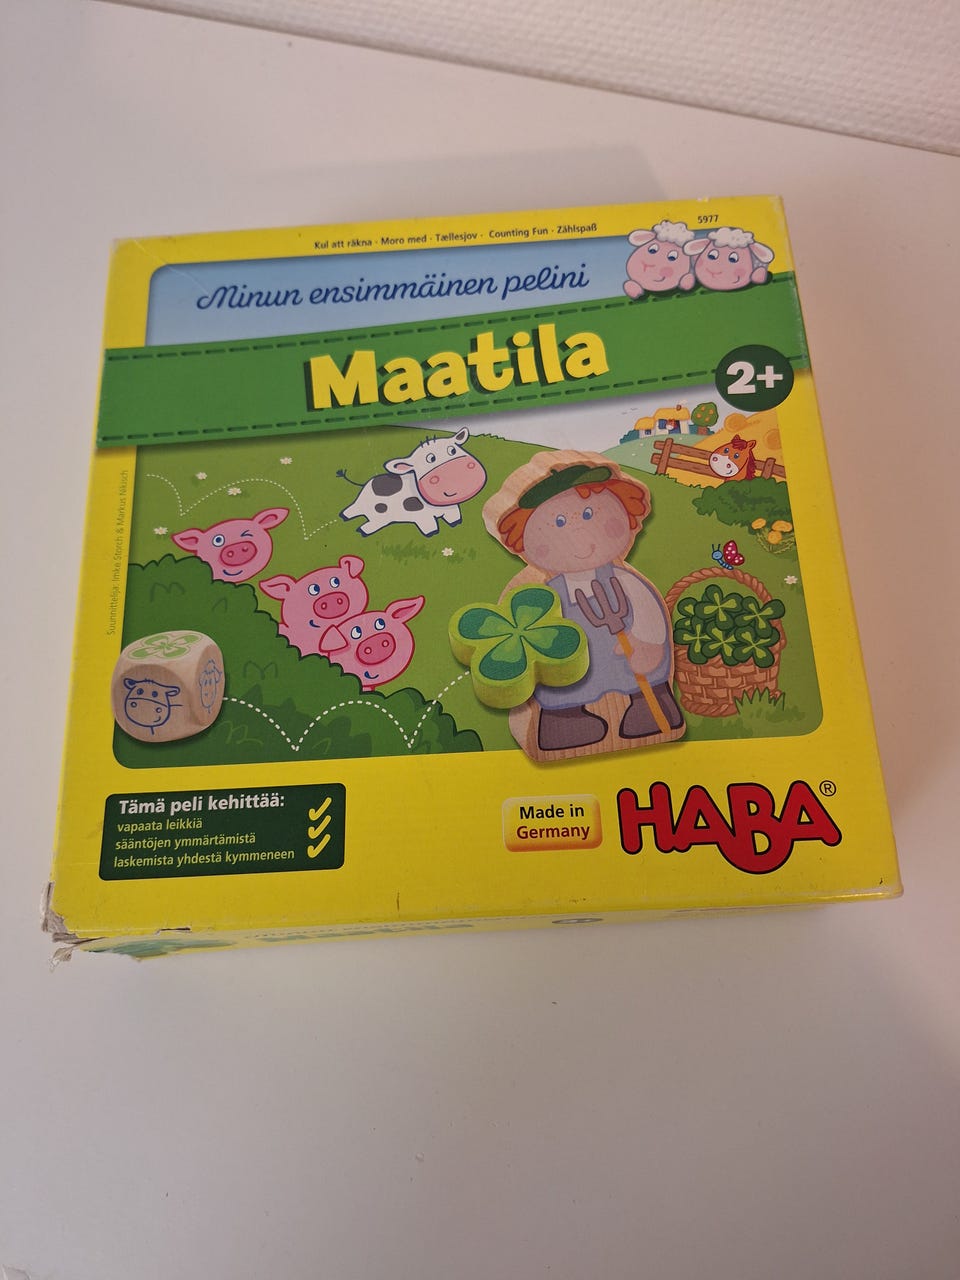 5977
Kul att räkna · Moro med · Tællesjov · Counting Fun · Zählspaß
Minun ensimmäinen pelini
Maatila
2+
Suunnittelija: Imke Storch & Markus Nikisch
Tämä peli kehittää:
vapaata leikkiä
sääntöjen ymmärtämistä
laskemista yhdestä kymmeneen
Made in
Germany
HABA®
Maatila